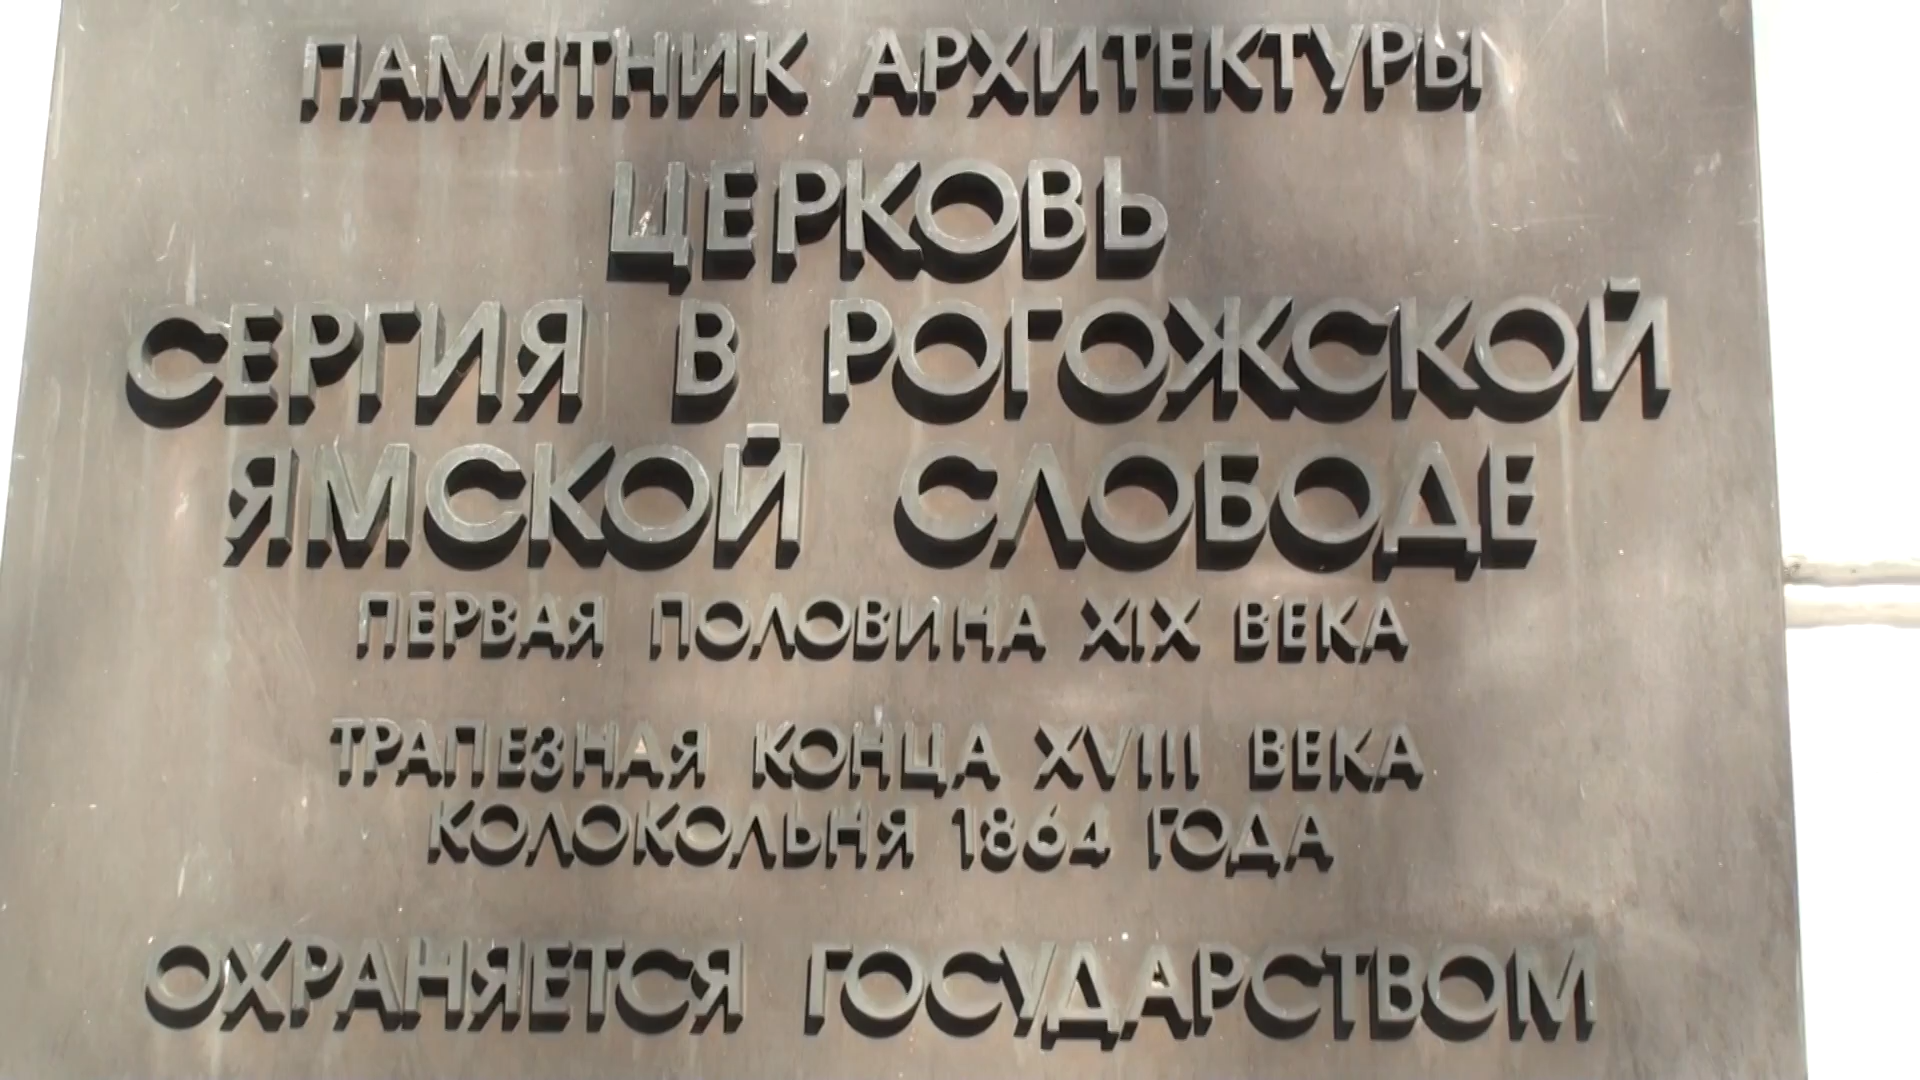 ПАМЯТНИК АРХИТЕКТУРЫ
ЦЕРКОВЬ
СЕРГИЯ В РОГОЖСКОЙ
ЯМСКОЙ СЛОБОДЕ
ПЕРВАЯ ПОЛОВИНА XIX ВЕКА
ТРАПЕЗНАЯ КОНЦА XVIII ВЕКА
КОЛОКОЛЬНЯ 1864 ГОДА
ОХРАНЯЕТСЯ ГОСУДАРСТВОМ